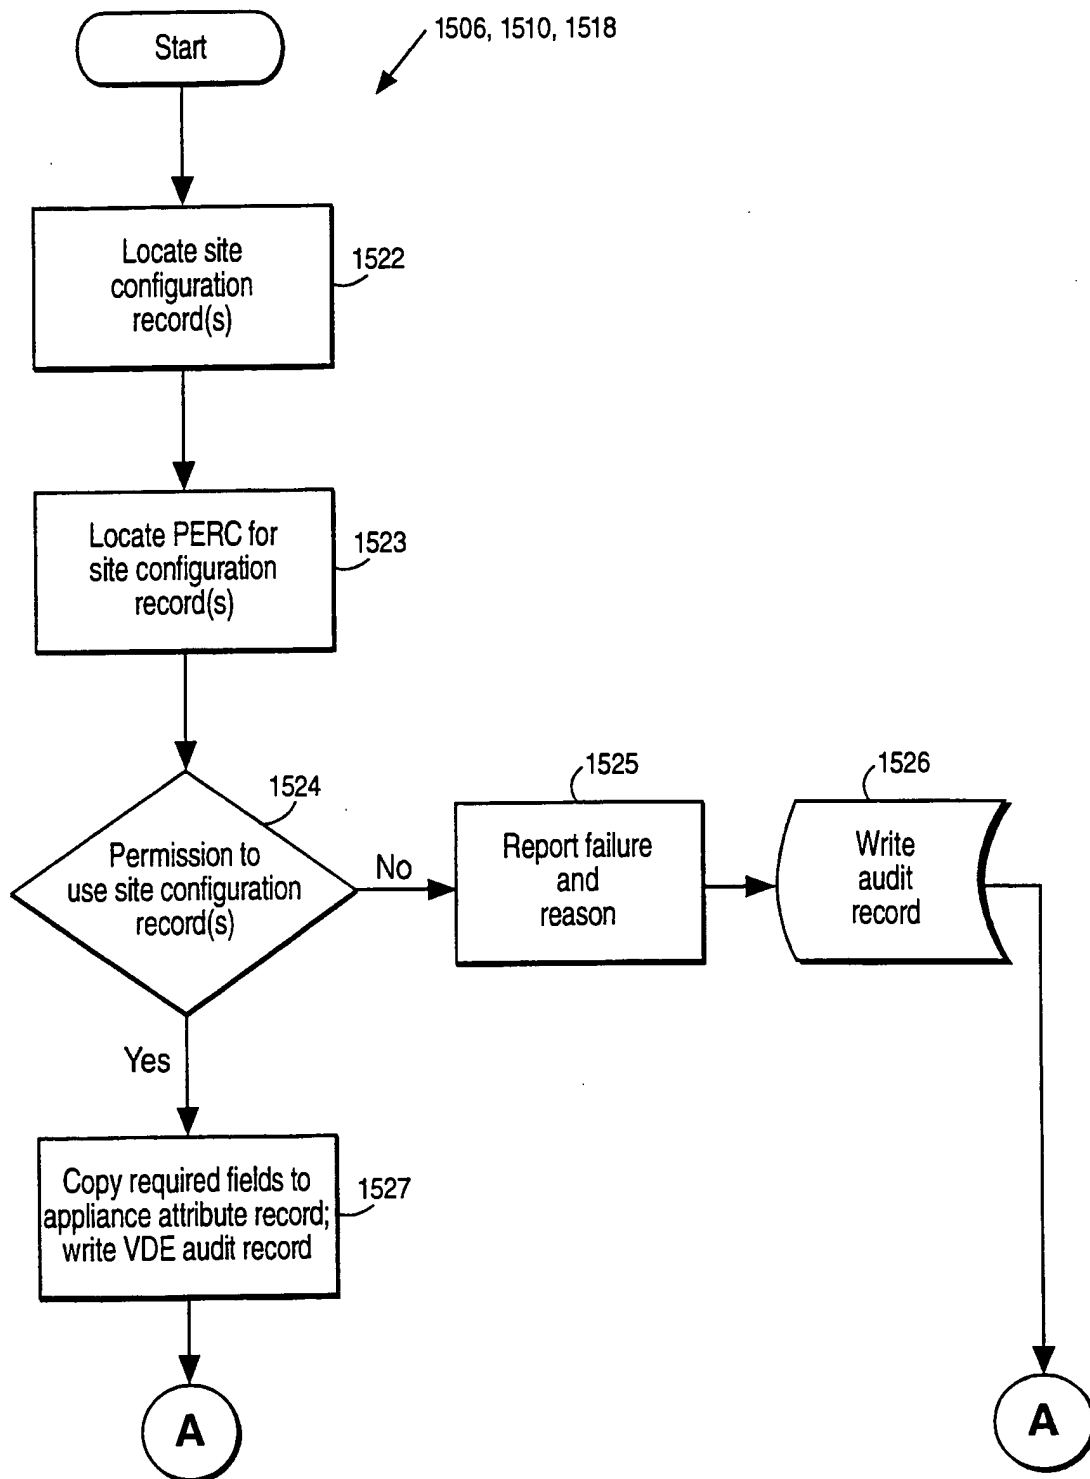 Start
1506, 1510, 1518
Locate site
configuration
record(s)
1522
Locate PERC for
site configuration
record(s)
1523
1524
Permission to
use site configuration
record(s)
No
1525
Report failure
and
reason
1526
Write
audit
record
Yes
Copy required fields to
appliance attribute record;
write VDE audit record
1527
A
A